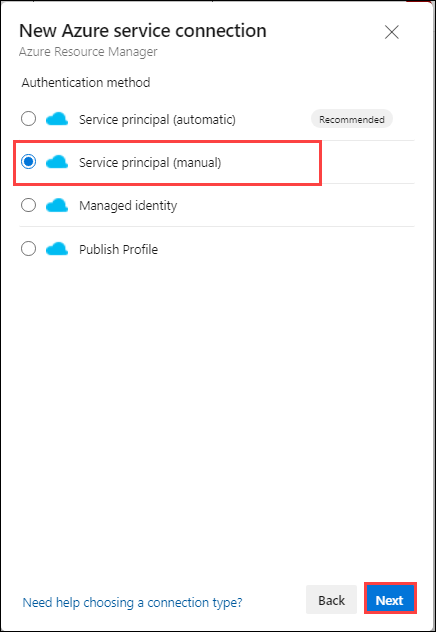 New Azure service connection
Azure Resource Manager
Authentication method
Service principal (automatic) Recommended
Service principal (manual)
Managed identity
Publish Profile
Need help choosing a connection type? Back Next